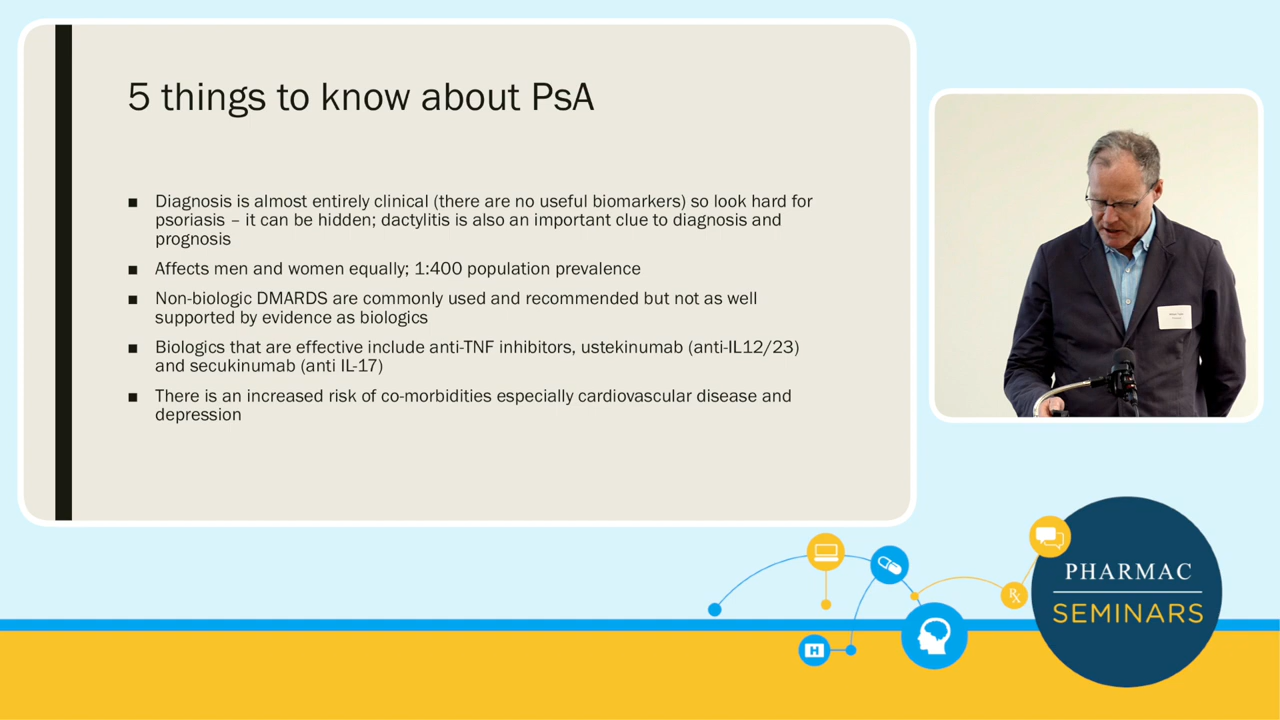 5 things to know about PsA
■ Diagnosis is almost entirely clinical (there are no useful biomarkers) so look hard for
psoriasis – it can be hidden; dactylitis is also an important clue to diagnosis and
prognosis
■ Affects men and women equally; 1:400 population prevalence
■ Non-biologic DMARDS are commonly used and recommended but not as well
supported by evidence as biologics
■ Biologics that are effective include anti-TNF inhibitors, ustekinumab (anti-IL12/23)
and secukinumab (anti IL-17)
■ There is an increased risk of co-morbidities especially cardiovascular disease and
depression
H
Rx
PHARMAC
SEMINARS